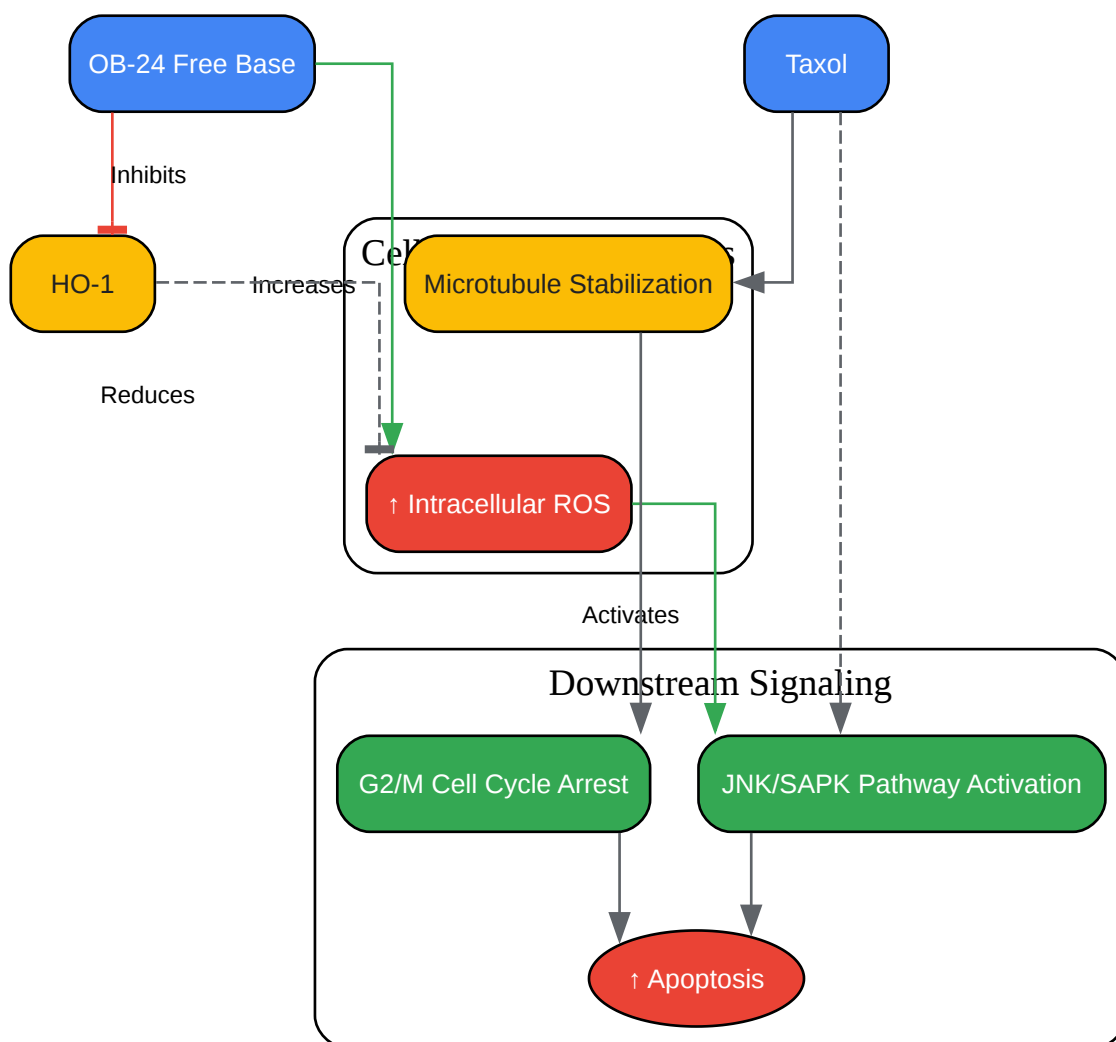 OB-24 Free Base
Taxol
Inhibits
HO-1
Increases
Microtubule Stabilization
Reduces
↑ Intracellular ROS
Activates
Downstream Signaling
G2/M Cell Cycle Arrest
JNK/SAPK Pathway Activation
↑ Apoptosis